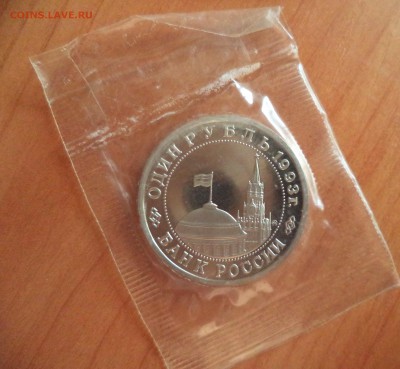 COINS.LAVE.RU
ОДИН РУБЛЬ·1993г.
БАНК РОССИИ